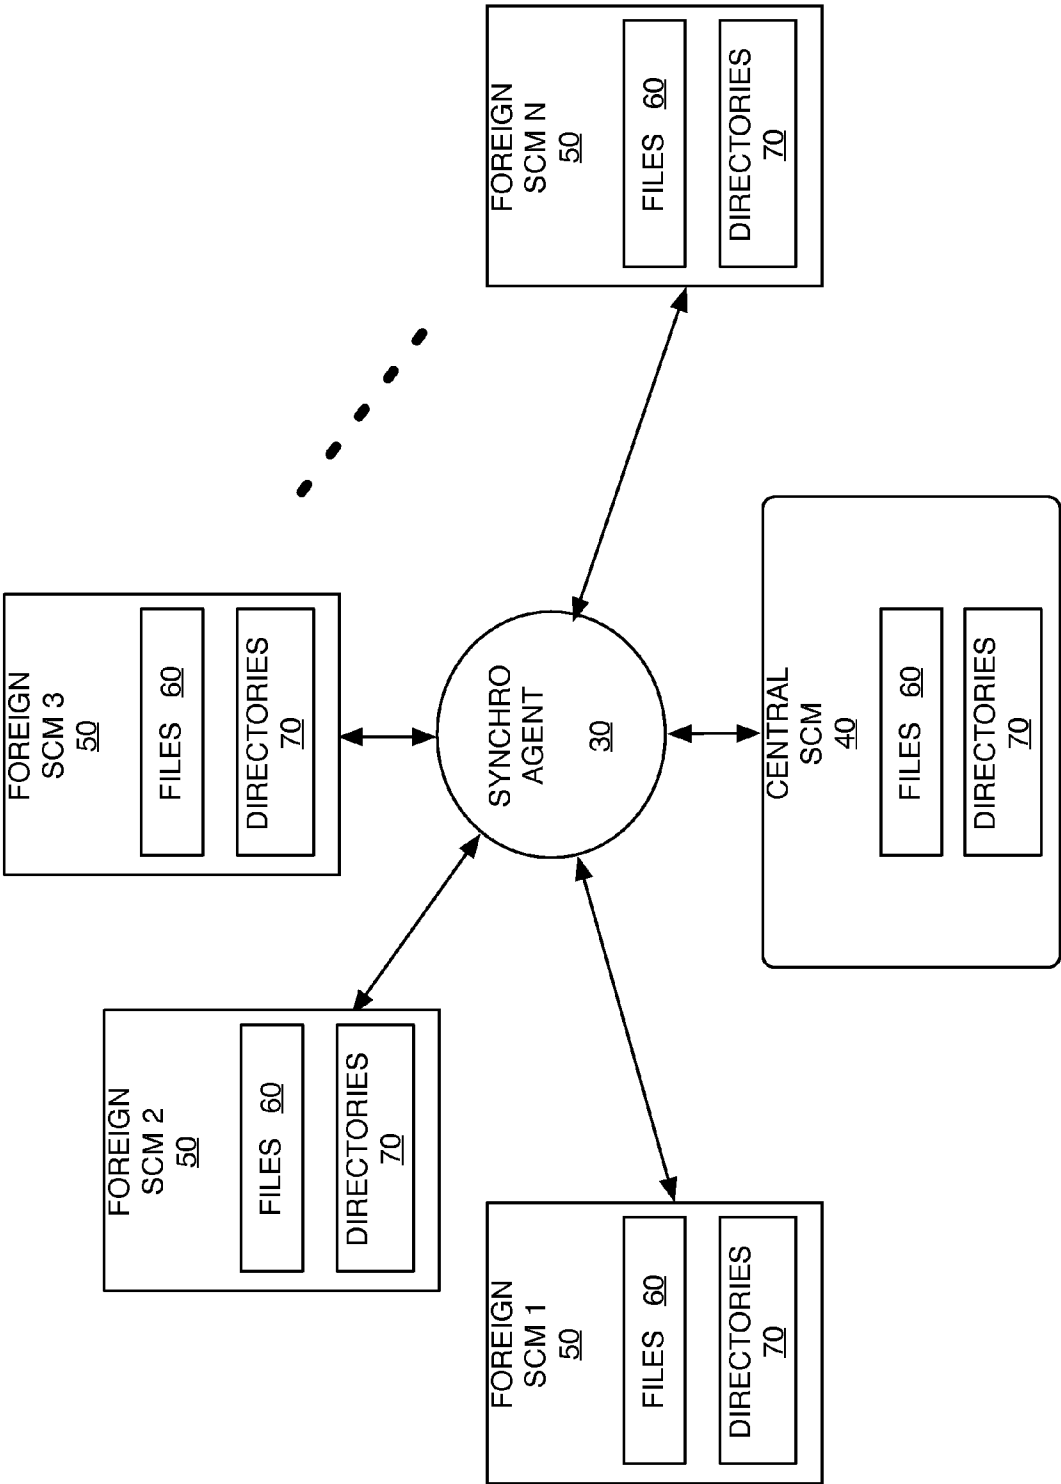 FOREIGN
SCM 1
50
FILES 60
DIRECTORIES
70
FOREIGN
SCM 2
50
FILES 60
DIRECTORIES
70
FOREIGN
SCM 3
50
FILES 60
DIRECTORIES
70
FOREIGN
SCM N
50
FILES 60
DIRECTORIES
70
SYNCHRO
AGENT
30
CENTRAL
SCM
40
FILES 60
DIRECTORIES
70